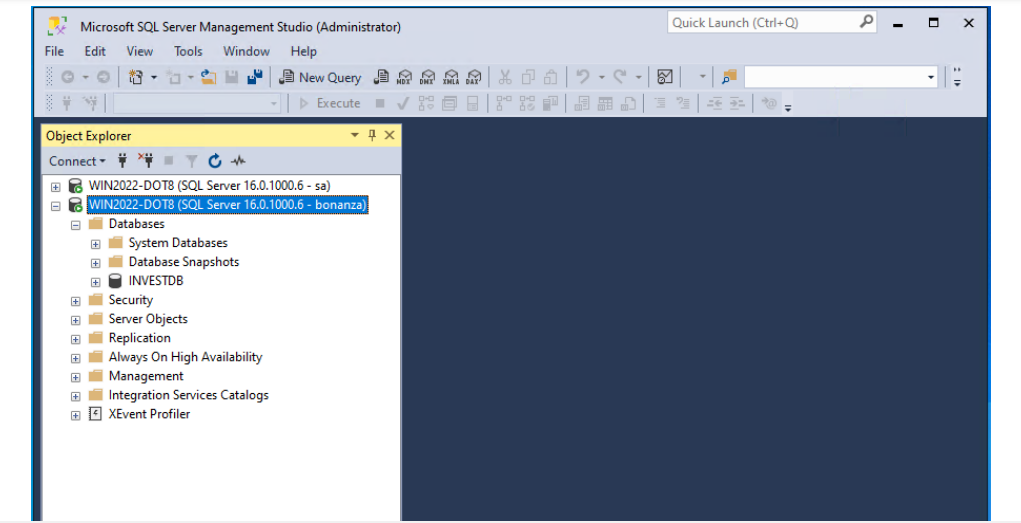 Microsoft SQL Server Management Studio (Administrator)
Quick Launch (Ctrl+Q)
File Edit View Tools Window Help
New Query MDX DMX XMLA DAX
Execute
Object Explorer
Connect
WIN2022-DOT8 (SQL Server 16.0.1000.6 - sa)
WIN2022-DOT8 (SQL Server 16.0.1000.6 - bonanza)
Databases
System Databases
Database Snapshots
INVESTDB
Security
Server Objects
Replication
Always On High Availability
Management
Integration Services Catalogs
XEvent Profiler